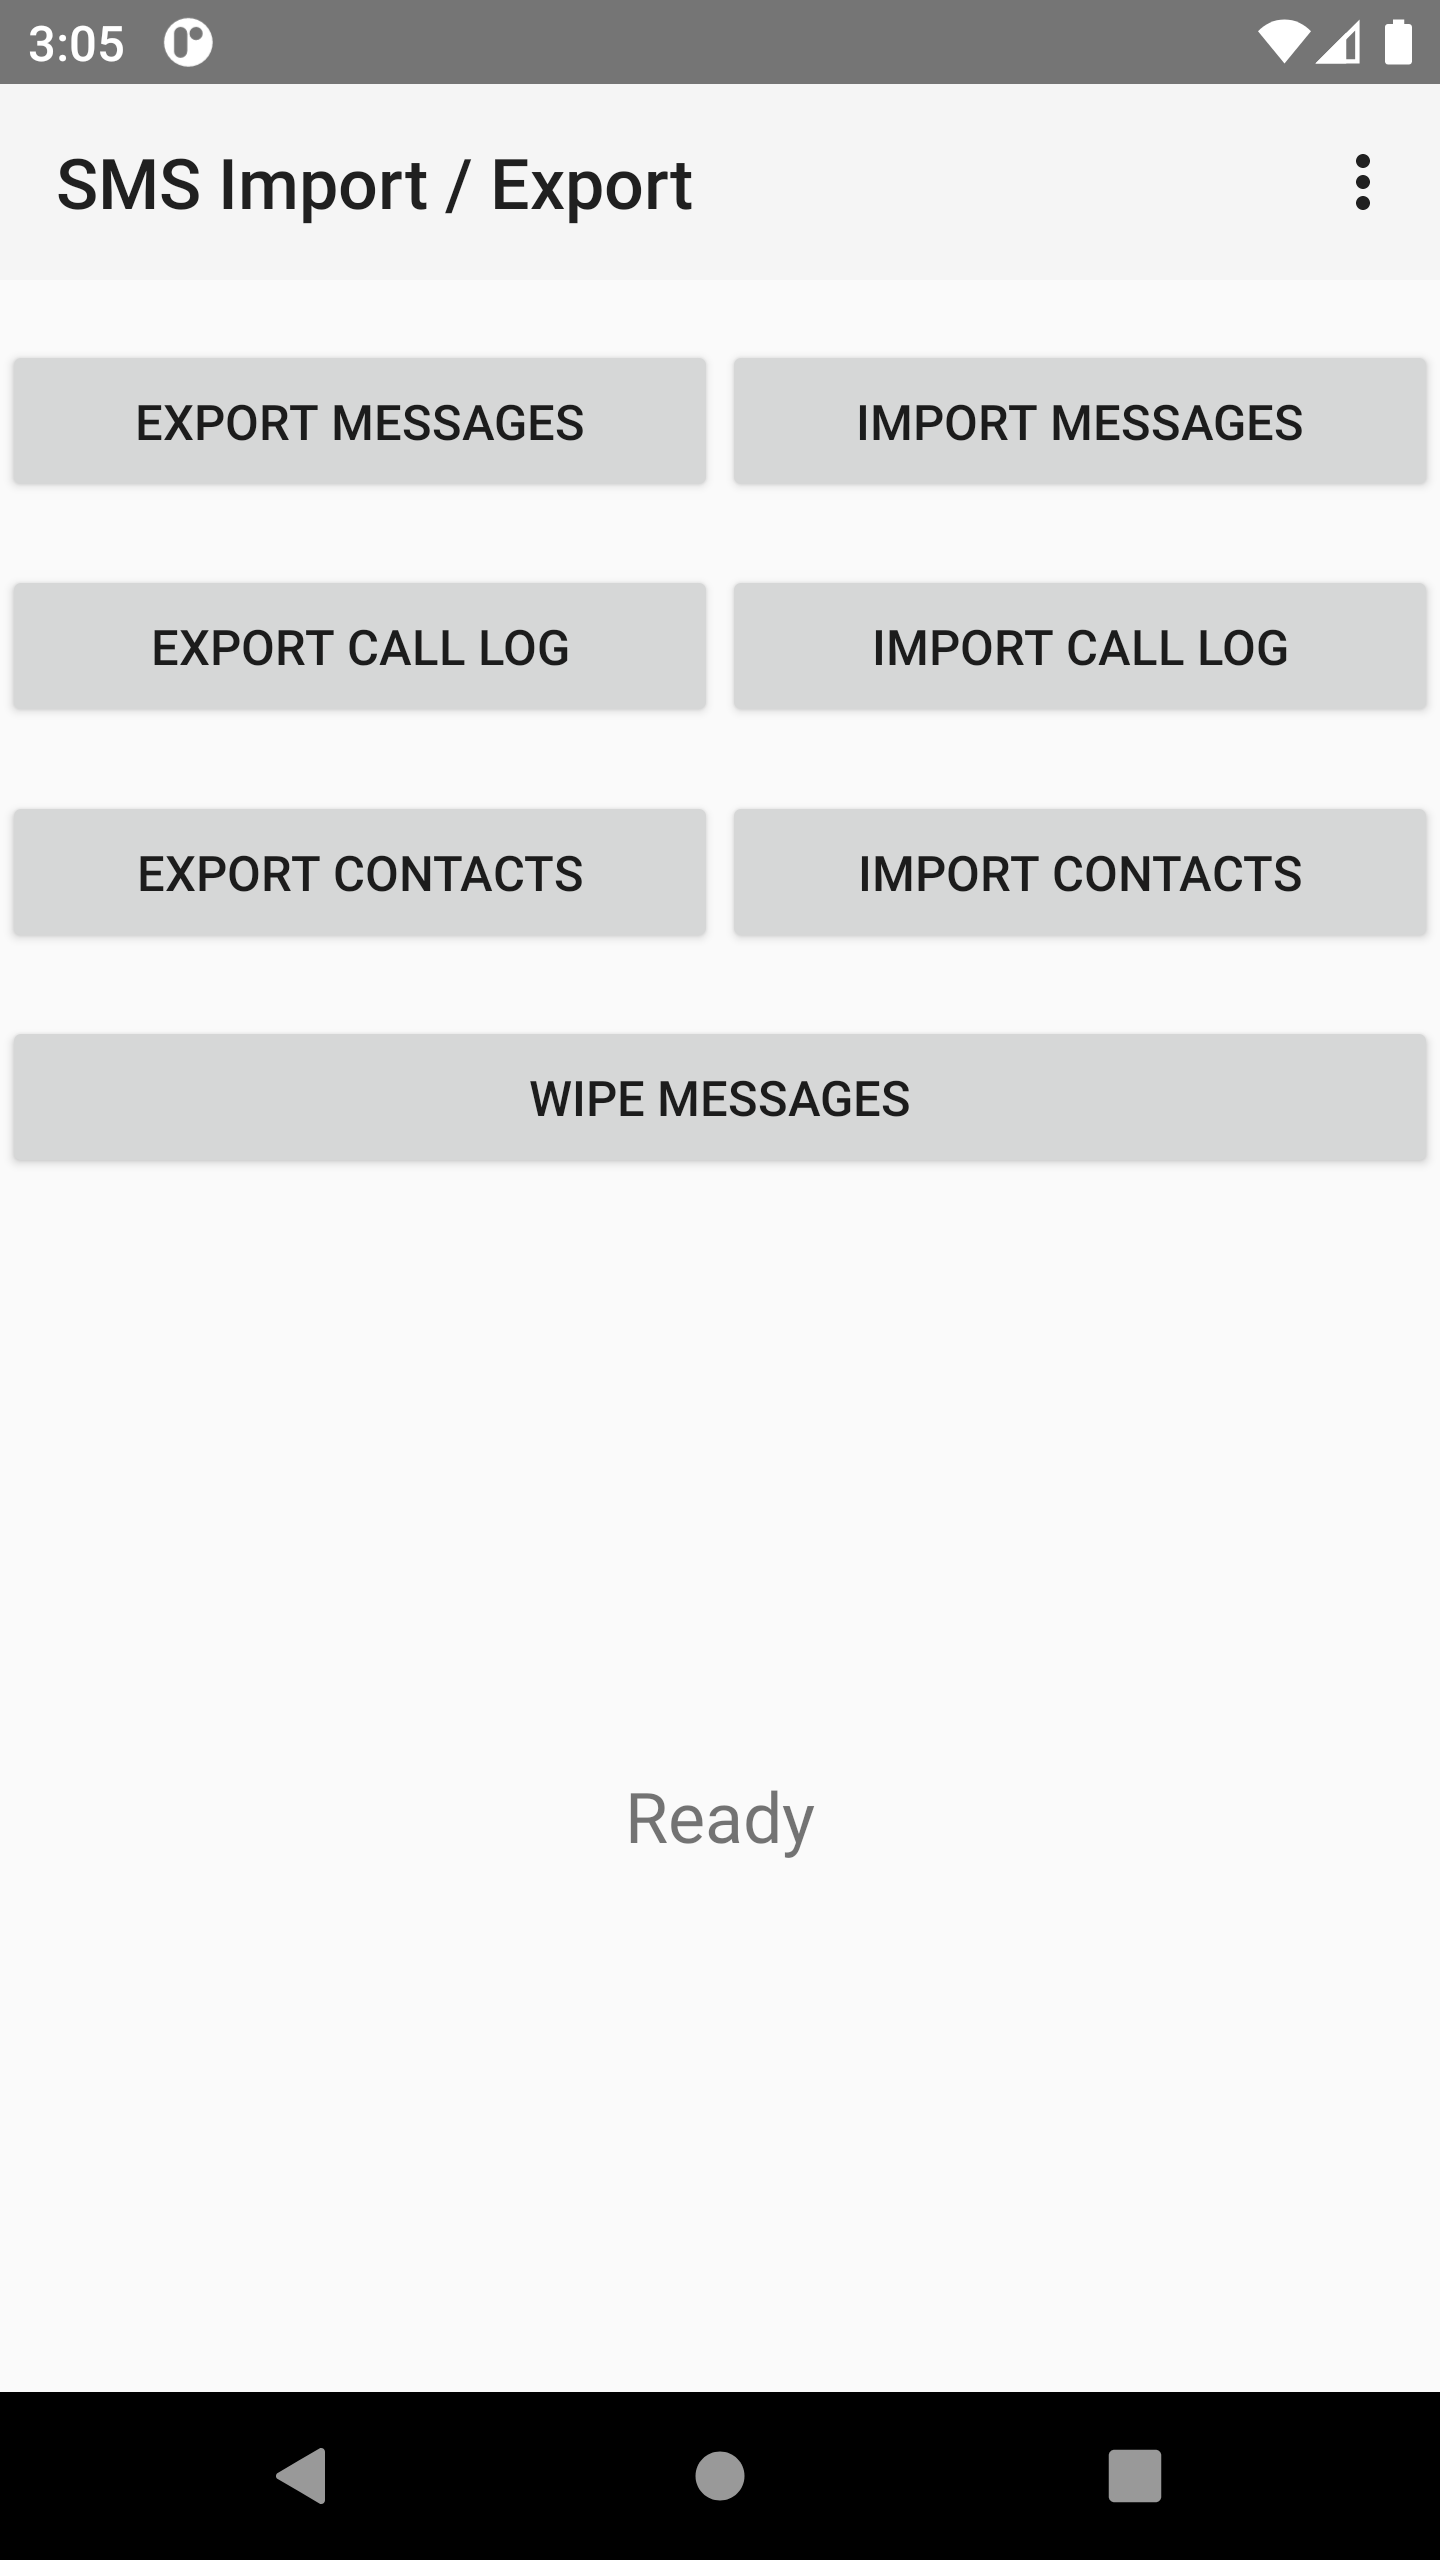 3:05
SMS Import / Export
EXPORT MESSAGES
IMPORT MESSAGES
EXPORT CALL LOG
IMPORT CALL LOG
EXPORT CONTACTS
IMPORT CONTACTS
WIPE MESSAGES
Ready